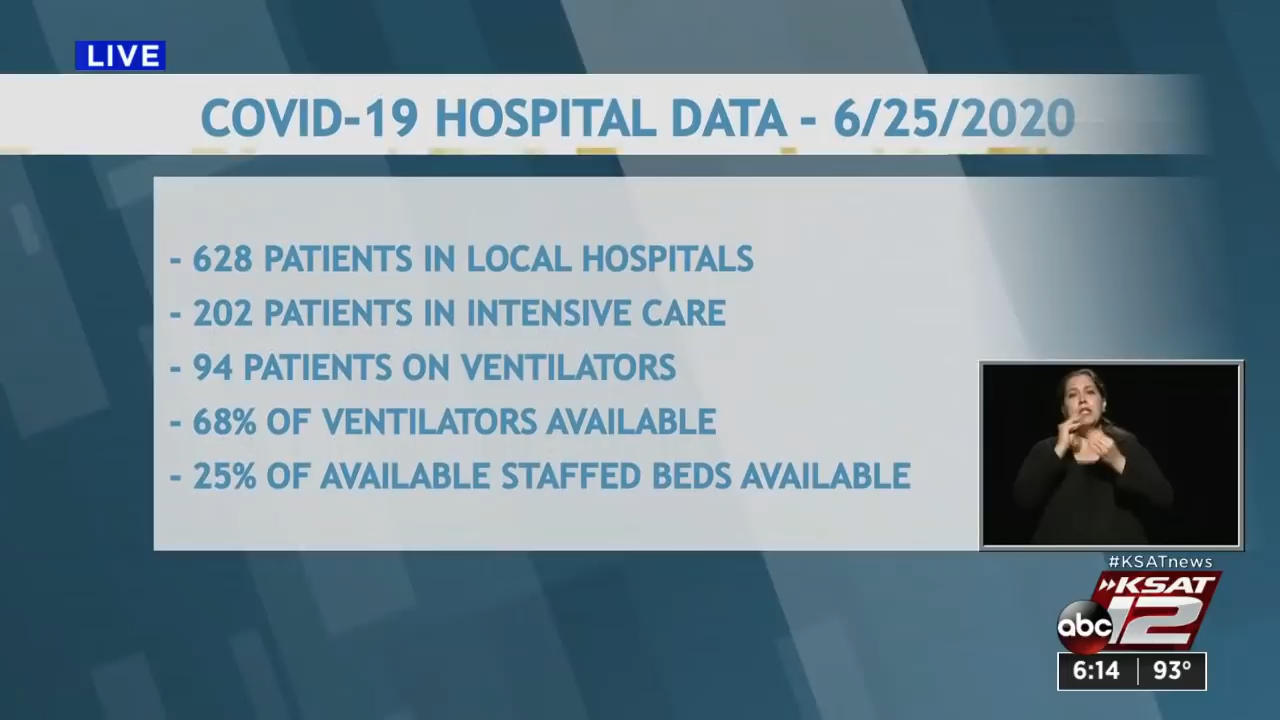 LIVE
COVID-19 HOSPITAL DATA - 6/25/2020
- 628 PATIENTS IN LOCAL HOSPITALS
- 202 PATIENTS IN INTENSIVE CARE
- 94 PATIENTS ON VENTILATORS
- 68% OF VENTILATORS AVAILABLE
- 25% OF AVAILABLE STAFFED BEDS AVAILABLE
#KSATnews
KSAT
abc 12
6:14 93°